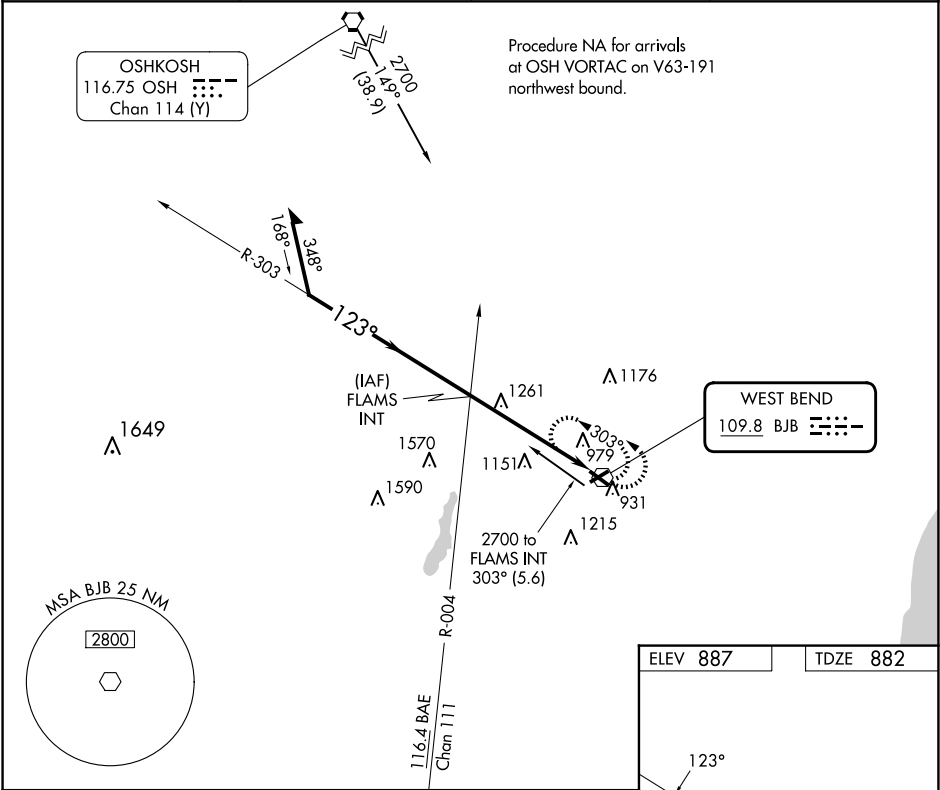 OSHKOSH
116.75 OSH
Chan 114 (Y)
2700
149°
(38.9)
Procedure NA for arrivals
at OSH VORTAC on V63-191
northwest bound.
R-303
168°
348°
123°
(IAF)
FLAMS
INT
1261
1176
1649
1570
1590
1151
303°
979
931
1215
WEST BEND
109.8 BJB
2700 to
FLAMS INT
303° (5.6)
R-004
116.4 BAE
Chan 111
MSA BJB 25 NM
2800
ELEV 887
TDZE 882
123°